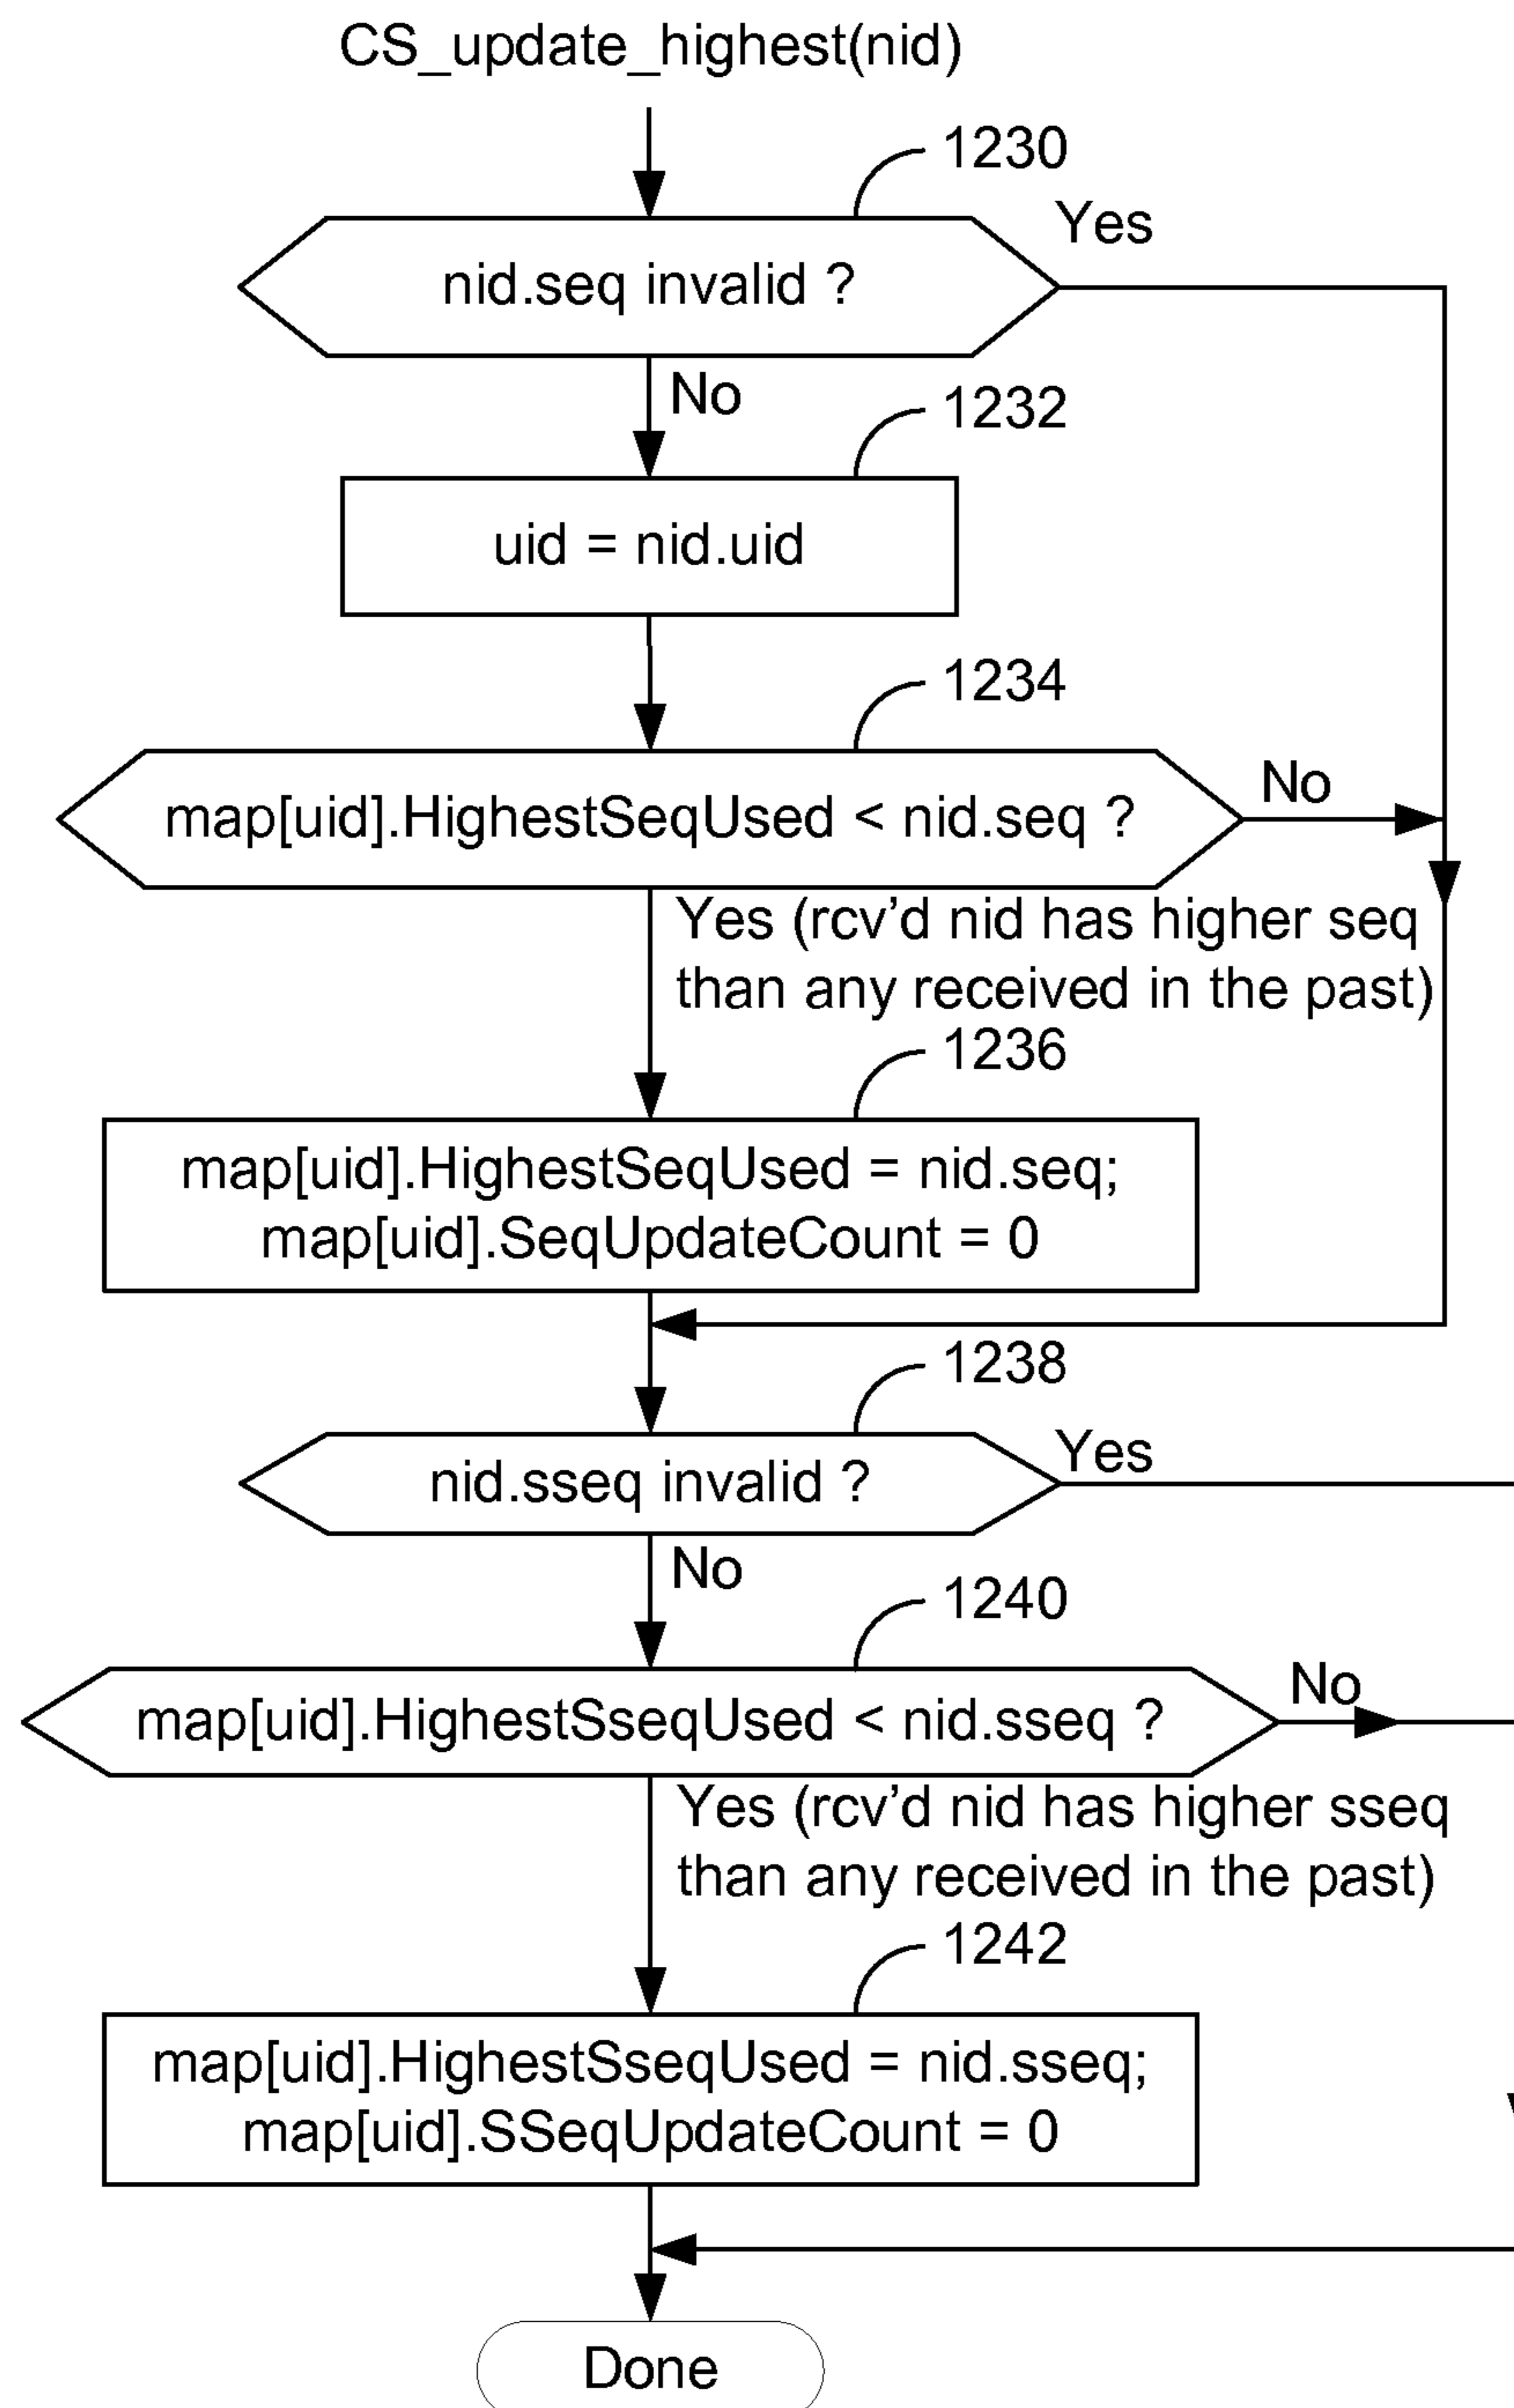 CS_update_highest(nid)
1230
Yes
nid.seq invalid ?
No
1232
uid = nid.uid
1234
map[uid].HighestSeqUsed < nid.seq ?
No
Yes (rcv'd nid has higher seq
than any received in the past)
1236
map[uid].HighestSeqUsed = nid.seq;
map[uid].SeqUpdateCount = 0
1238
Yes
nid.sseq invalid ?
No
1240
map[uid].HighestSseqUsed < nid.sseq ?
No
Yes (rcv'd nid has higher sseq
than any received in the past)
1242
map[uid].HighestSseqUsed = nid.sseq;
map[uid].SSeqUpdateCount = 0
Done